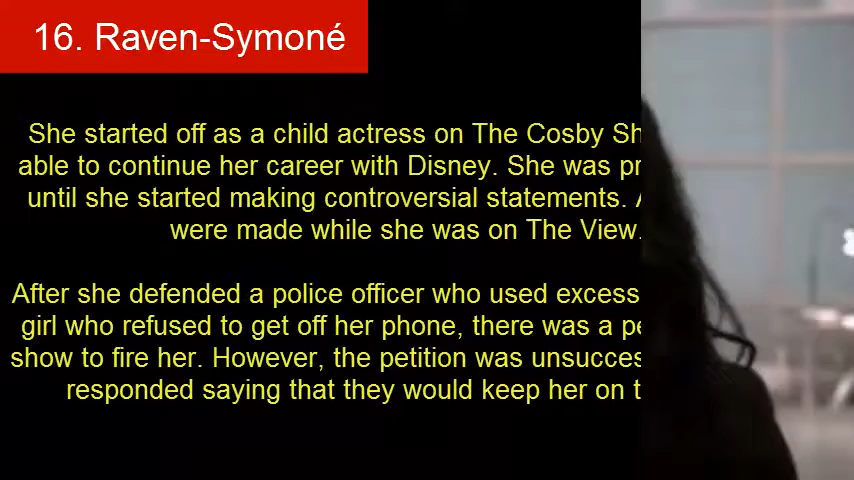 16. Raven-Symoné
She started off as a child actress on The Cosby Sh
able to continue her career with Disney. She was pr
until she started making controversial statements.
were made while she was on The View.
After she defended a police officer who used excess
girl who refused to get off her phone, there was a pe
show to fire her. However, the petition was unsucces
responded saying that they would keep her on t